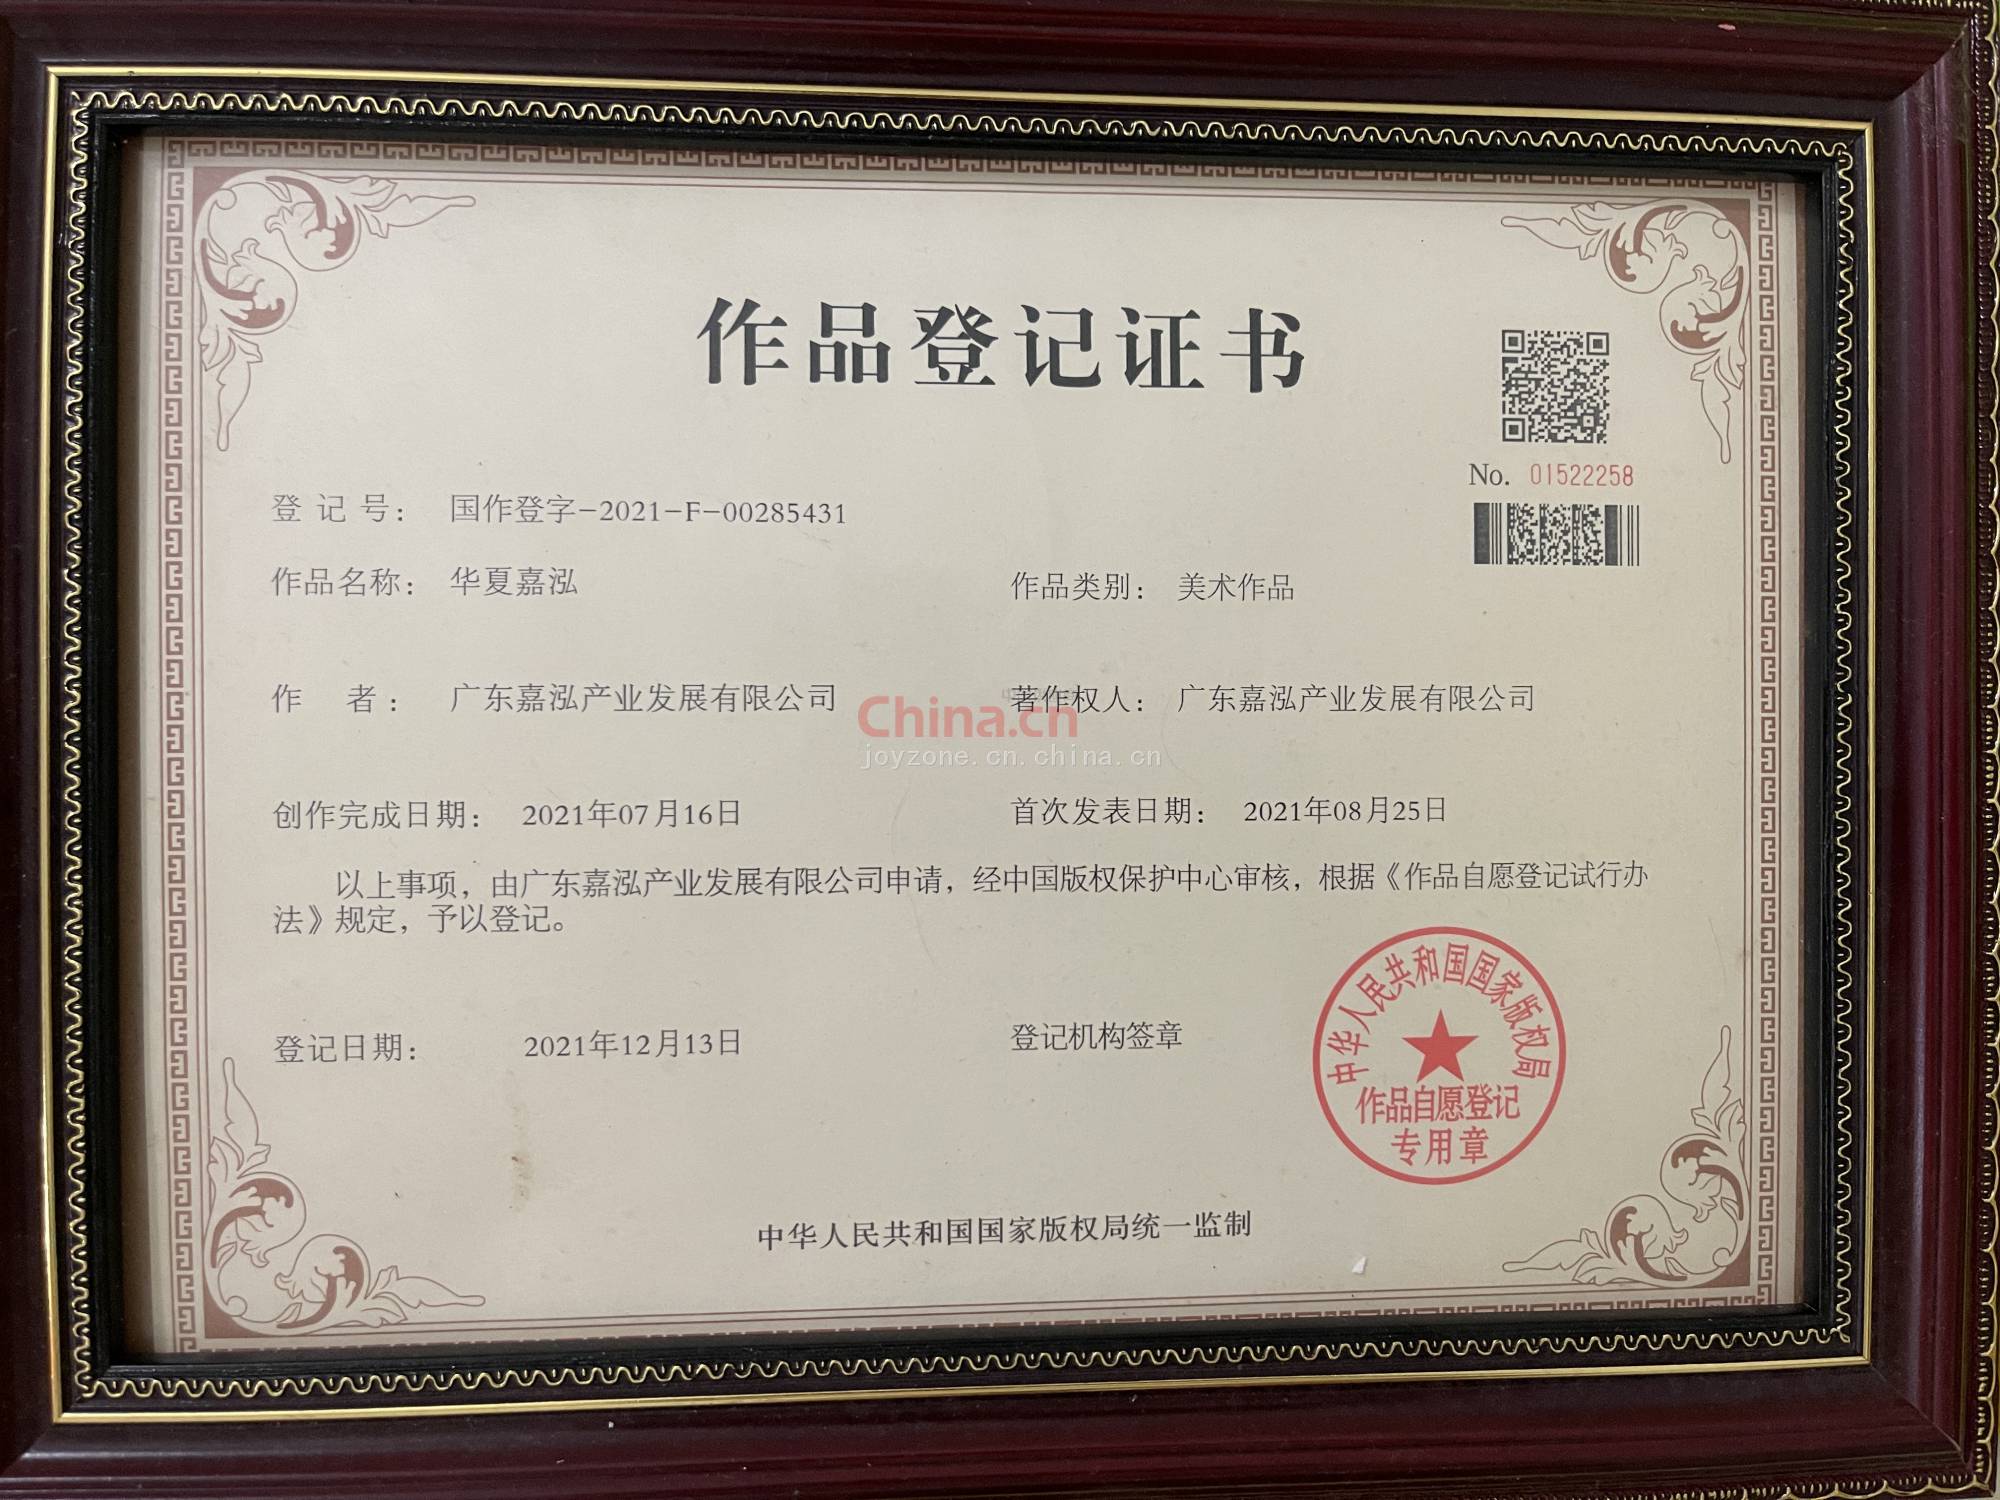 作品登记证书
No. 01522258
登记号： 国作登字-2021-F-00285431
作品名称： 华夏嘉泓 作品类别： 美术作品
作者： 广东嘉泓产业发展有限公司 著作权人： 广东嘉泓产业发展有限公司
China.cn
joyzone.cn.china.cn
创作完成日期： 2021年07月16日 首次发表日期： 2021年08月25日
以上事项，由广东嘉泓产业发展有限公司申请，经中国版权保护中心审核，根据《作品自愿登记试行办
法》规定，予以登记。
登记日期： 2021年12月13日 登记机构签章
中华人民共和国国家版权局
作品自愿登记
专用章
中华人民共和国国家版权局统一监制